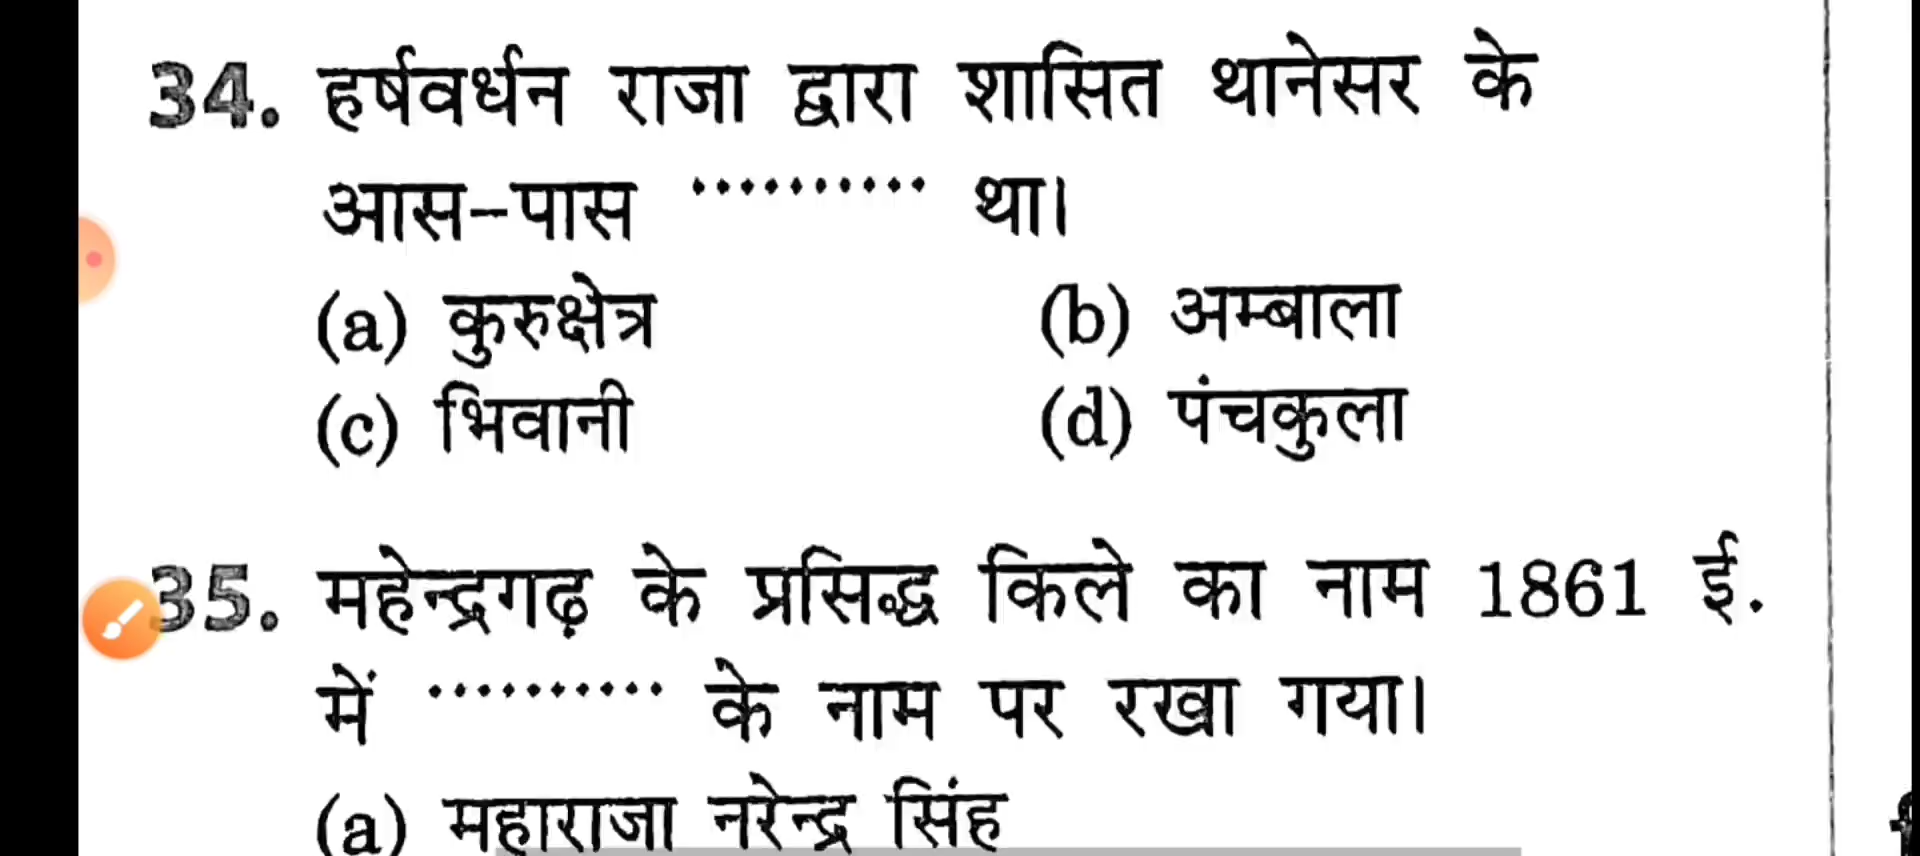 34. हर्षवर्धन राजा द्वारा शासित थानेसर के
आस-पास ·········· था।
(a) कुरुक्षेत्र (b) अम्बाला
(c) भिवानी (d) पंचकुला
35. महेन्द्रगढ़ के प्रसिद्ध किले का नाम 1861 ई.
में ·········· के नाम पर रखा गया।
(a) महाराजा नरेन्द्र सिंह